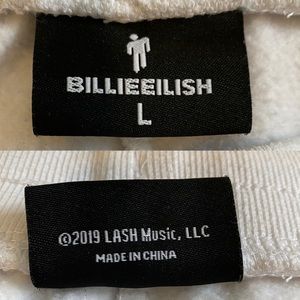 BILLIEEILISH
L
©2019 LASH Music, LLC
MADE IN CHINA